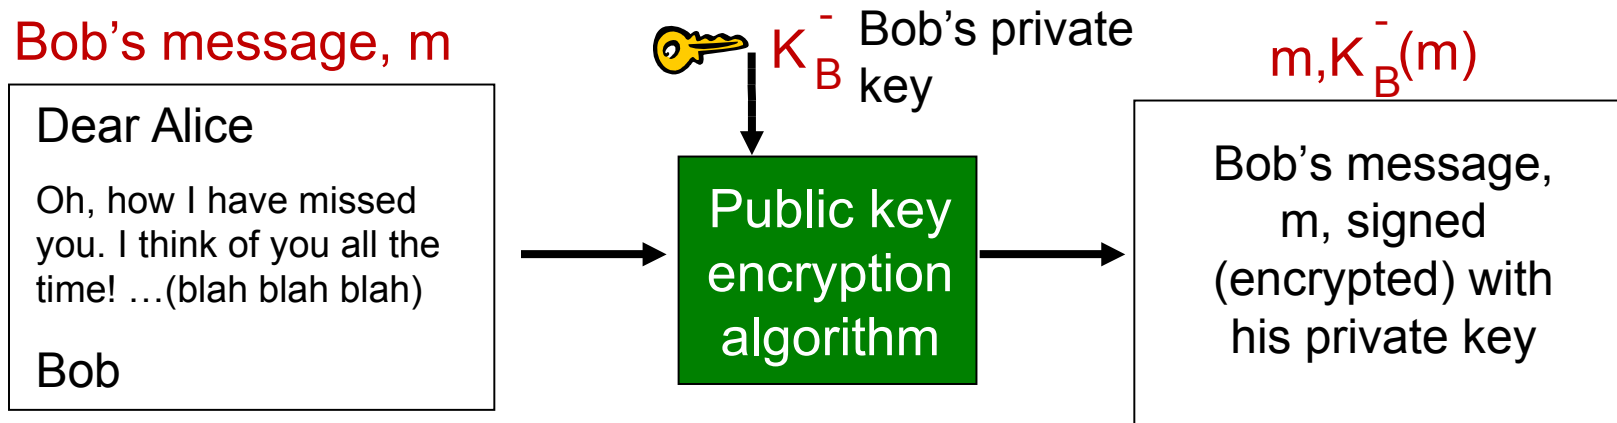 Bob’s message, m
Dear Alice
Oh, how I have missed
you. I think of you all the
time! …(blah blah blah)
Bob
K B - Bob’s private
key
Public key
encryption
algorithm
m,K B - (m)
Bob’s message,
m, signed
(encrypted) with
his private key